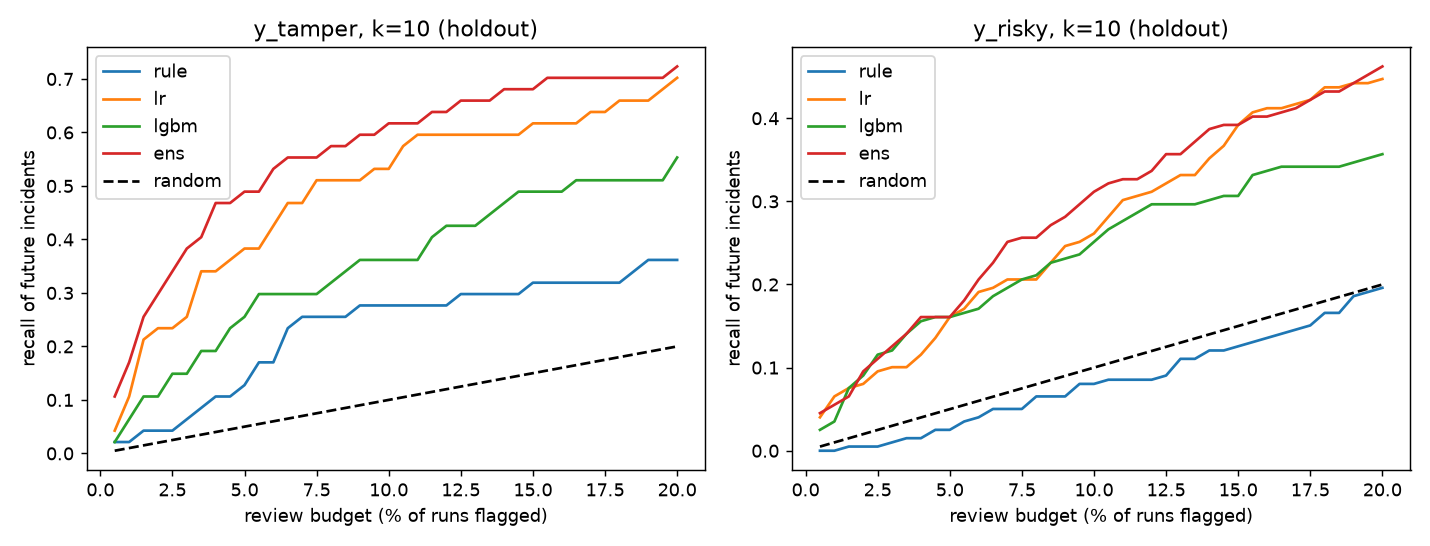 y_tamper, k=10 (holdout)
rule
lr
lgbm
ens
random
0.7
0.6
0.5
0.4
0.3
0.2
0.1
0.0
recall of future incidents
0.0 2.5 5.0 7.5 10.0 12.5 15.0 17.5 20.0
review budget (% of runs flagged)
y_risky, k=10 (holdout)
rule
lr
lgbm
ens
random
0.4
0.3
0.2
0.1
0.0
recall of future incidents
0.0 2.5 5.0 7.5 10.0 12.5 15.0 17.5 20.0
review budget (% of runs flagged)